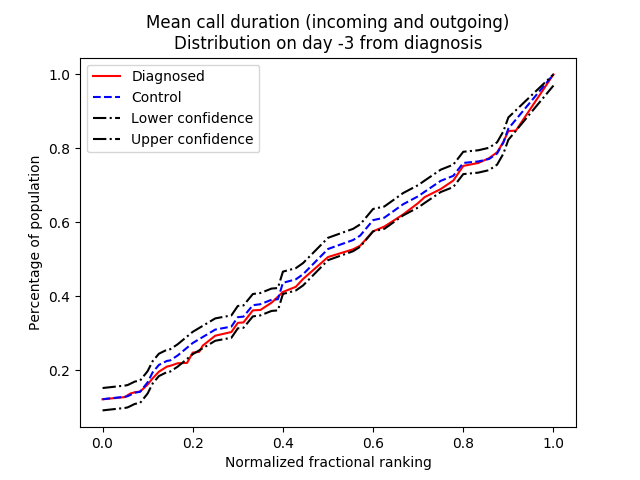 Mean call duration (incoming and outgoing)
Distribution on day -3 from diagnosis
Diagnosed
Control
Lower confidence
Upper confidence
Percentage of population
1.0
0.8
0.6
0.4
0.2
0.0 0.2 0.4 0.6 0.8 1.0
Normalized fractional ranking